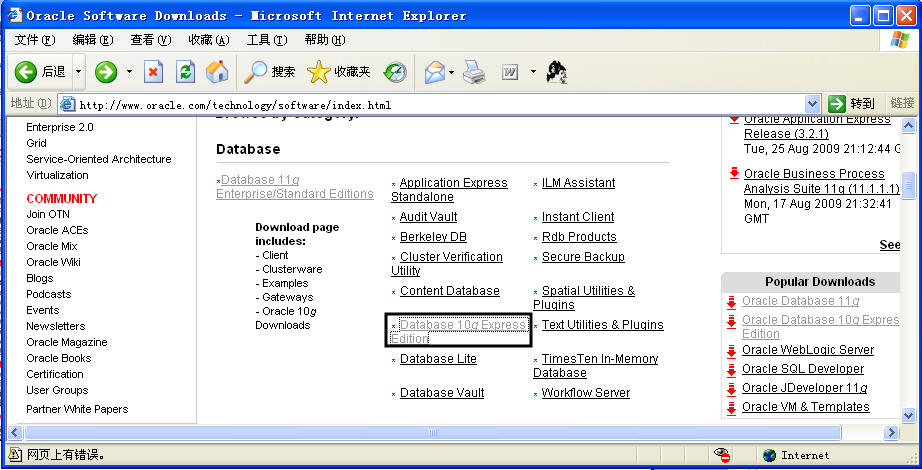 Oracle Software Downloads - Microsoft Internet Explorer
文件(F) 编辑(E) 查看(V) 收藏(A) 工具(T) 帮助(H)
后退 搜索 收藏夹
地址(D) http://www.oracle.com/technology/software/index.html 转到 链接
Enterprise 2.0
Grid
Service-Oriented Architecture
Virtualization
COMMUNITY
Join OTN
Oracle ACEs
Oracle Mix
Oracle Wiki
Blogs
Podcasts
Events
Newsletters
Oracle Magazine
Oracle Books
Certification
User Groups
Partner White Papers
Browse by Category:
Database
Database 11g
Enterprise/Standard Editions
Download page
includes:
- Client
- Clusterware
- Examples
- Gateways
- Oracle 10g
Downloads
Application Express
Standalone
Audit Vault
Berkeley DB
Cluster Verification
Utility
Content Database
Database 10g Express
Edition
Database Lite
Database Vault
ILM Assistant
Instant Client
Rdb Products
Secure Backup
Spatial Utilities &
Plugins
Text Utilities & Plugins
TimesTen In-Memory
Database
Workflow Server
Oracle Application Express
Release (3.2.1)
Tue, 25 Aug 2009 21:12:44 G
Oracle Business Process
Analysis Suite 11g (11.1.1.1)
Mon, 17 Aug 2009 21:32:41
GMT
See
Popular Downloads
Oracle Database 11g
Oracle Database 10g Expres
Edition
Oracle WebLogic Server
Oracle SQL Developer
Oracle JDeveloper 11g
Oracle VM & Templates
网页上有错误。 Internet